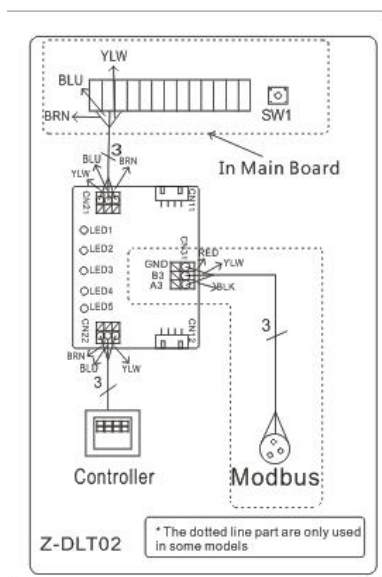 YLW
BLU
BRN
SW1
3
In Main Board
BLU
BRN
YLW
CN21
CN11
LED1
LED2
LED3
LED4
LED5
CN31
RED
GND
YLW
B3
A3
BLK
CN22
CN12
BRN
BLU
YLW
3
3
Controller
Modbus
Z-DLT02
* The dotted line part are only used
in some models